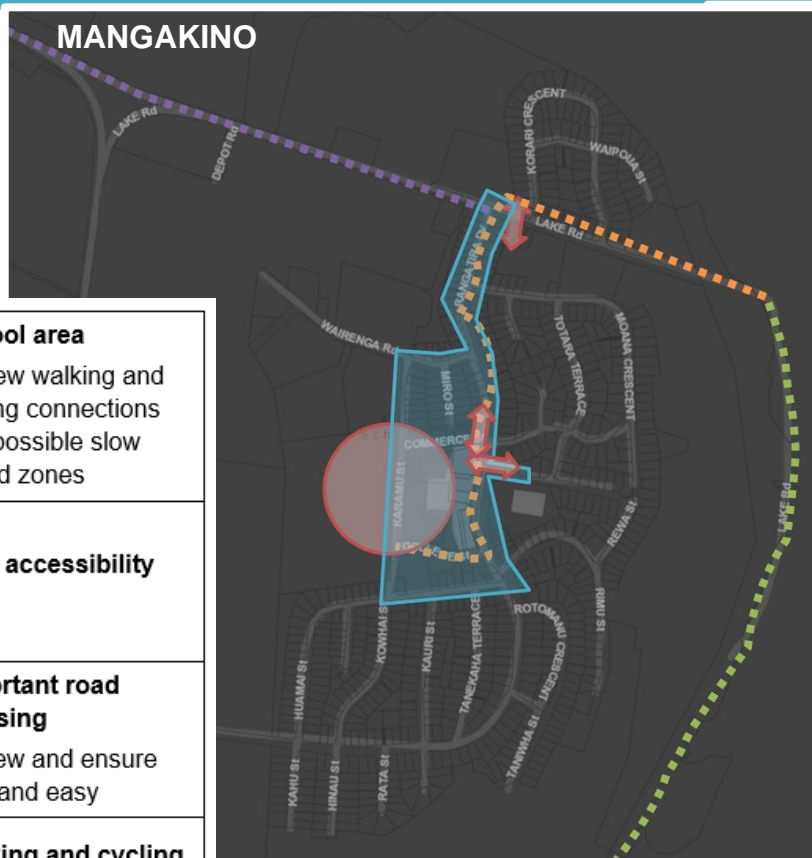 MANGAKINO
KORARI CRESCENT
WAIPOUA St
LAKE Rd
DEPOT Rd
LAKE Rd
RANGATIRA Dr
WAIRENGA Rd
MIRO St
TOTARA TERRACE
MOANA CRESCENT
COMMERCE
KARAMU St
REWA St
LAKE Rd
RIMU St
ROTOMANU CRESCENT
KOWHAI S
KAURI St
TANEKAHA TERRACE
HUAMAI St
TANIWHA St
KAHU St
HINAU St
RATA St
ool area
ew walking and
ng connections
possible slow
d zones
accessibility
ortant road
sing
ew and ensure
and easy
king and cycling